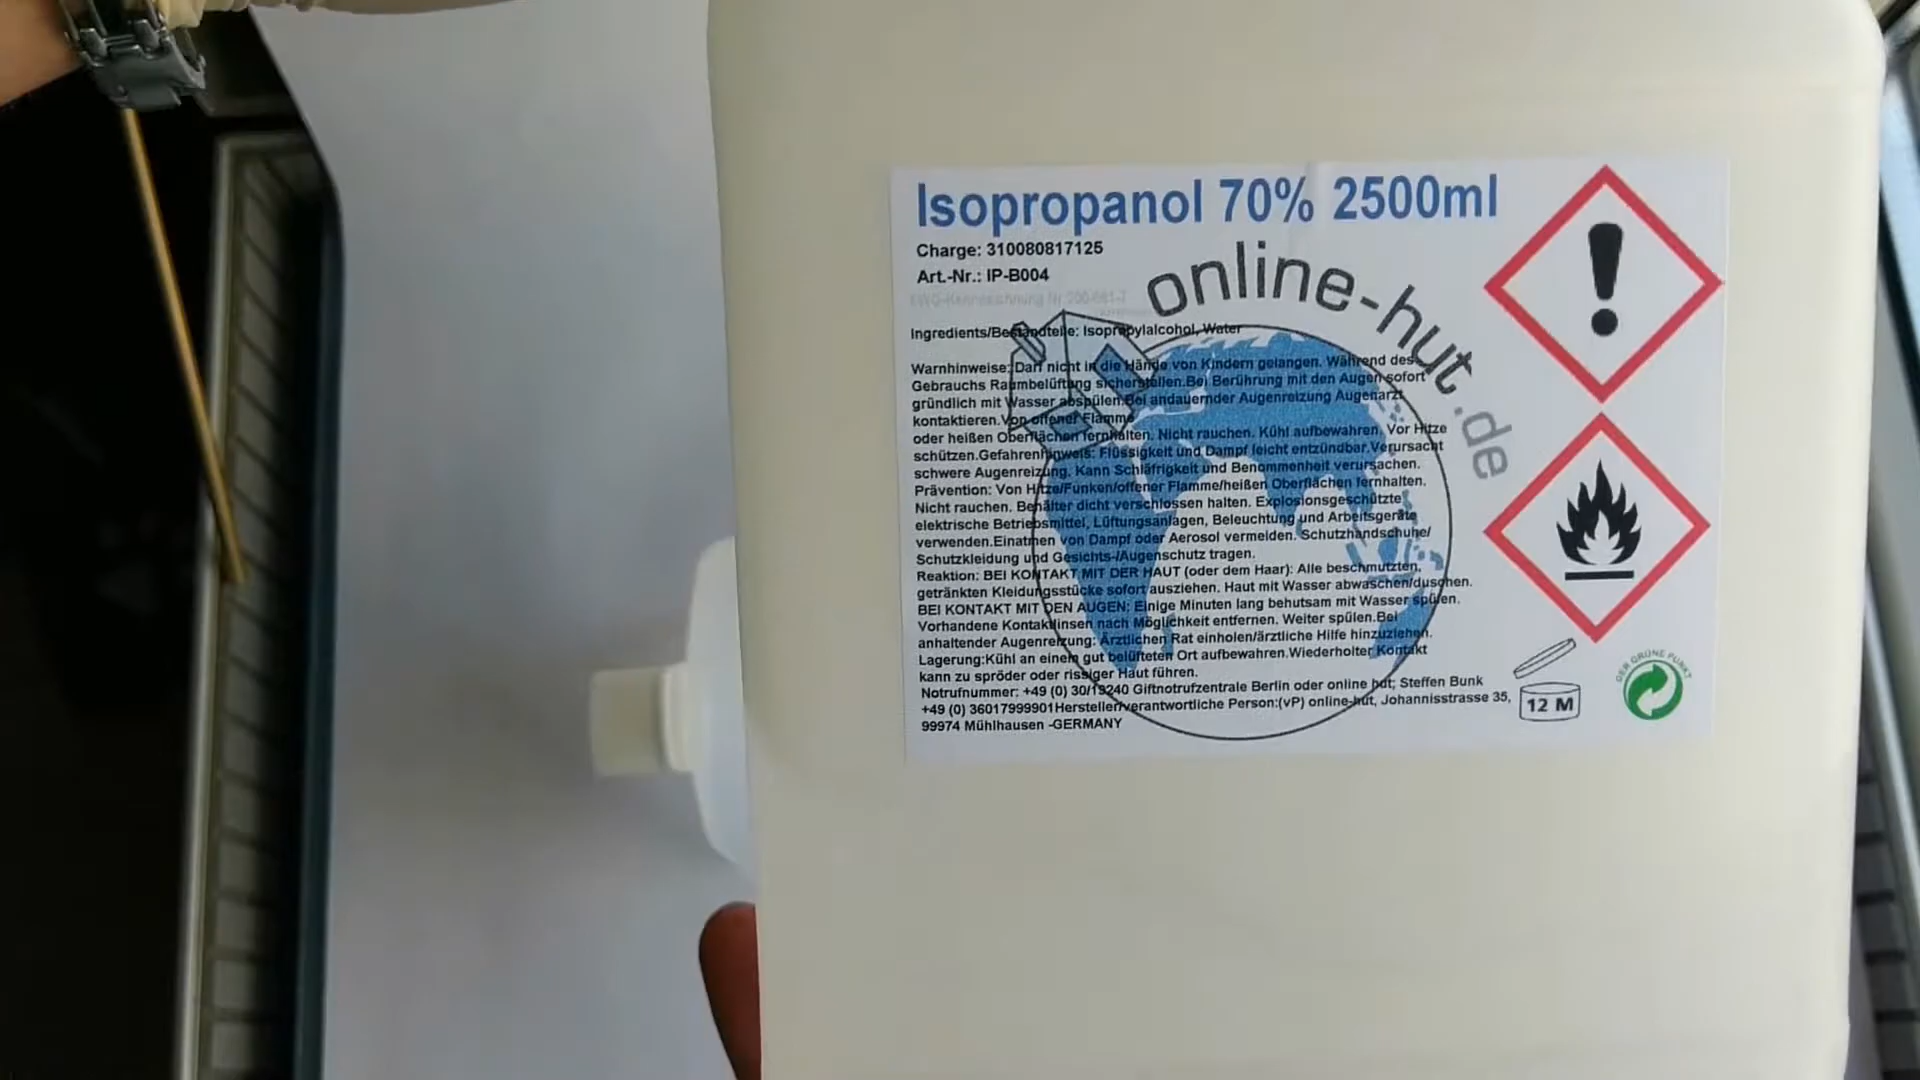 Isopropanol 70% 2500ml
Charge: 310080817125
Art.-Nr.: IP-B004
online-hut.de
Ingredients/Bestandteile: Isopropylalcohol, Water
Warnhinweise: Darf nicht in die Hände von Kindern gelangen. Während des
Gebrauchs Raumbelüftung sicherstellen.Bei Berührung mit den Augen sofort
gründlich mit Wasser abspülen.Bei andauernder Augenreizung Augenarzt
kontaktieren.Von offener Flamme
oder heißen Oberflächen fernhalten. Nicht rauchen. Kühl aufbewahren. Vor Hitze
schützen.Gefahrenhinweis: Flüssigkeit und Dampf leicht entzündbar.Verursacht
schwere Augenreizung. Kann Schläfrigkeit und Benommenheit verursachen.
Prävention: Von Hitze/Funken/offener Flamme/heißen Oberflächen fernhalten.
Nicht rauchen. Behälter dicht verschlossen halten. Explosionsgeschützte
elektrische Betriebsmittel, Lüftungsanlagen, Beleuchtung und Arbeitsgeräte
verwenden.Einatmen von Dampf oder Aerosol vermeiden. Schutzhandschuhe/
Schutzkleidung und Gesichts-/Augenschutz tragen.
Reaktion: BEI KONTAKT MIT DER HAUT (oder dem Haar): Alle beschmutzten,
getränkten Kleidungsstücke sofort ausziehen. Haut mit Wasser abwaschen/duschen.
BEI KONTAKT MIT DEN AUGEN: Einige Minuten lang behutsam mit Wasser spülen.
Vorhandene Kontaktlinsen nach Möglichkeit entfernen. Weiter spülen.Bei
anhaltender Augenreizung: Ärztlichen Rat einholen/ärztliche Hilfe hinzuziehen.
Lagerung:Kühl an einem gut belüfteten Ort aufbewahren.Wiederholter Kontakt
kann zu spröder oder rissiger Haut führen.
Notrufnummer: +49 (0) 30/19240 Giftnotrufzentrale Berlin oder online hut; Steffen Bunk
+49 (0) 36017999901Hersteller/verantwortliche Person:(vP) online-hut, Johannisstrasse 35,
99974 Mühlhausen -GERMANY
12 M
DER GRÜNE PUNKT